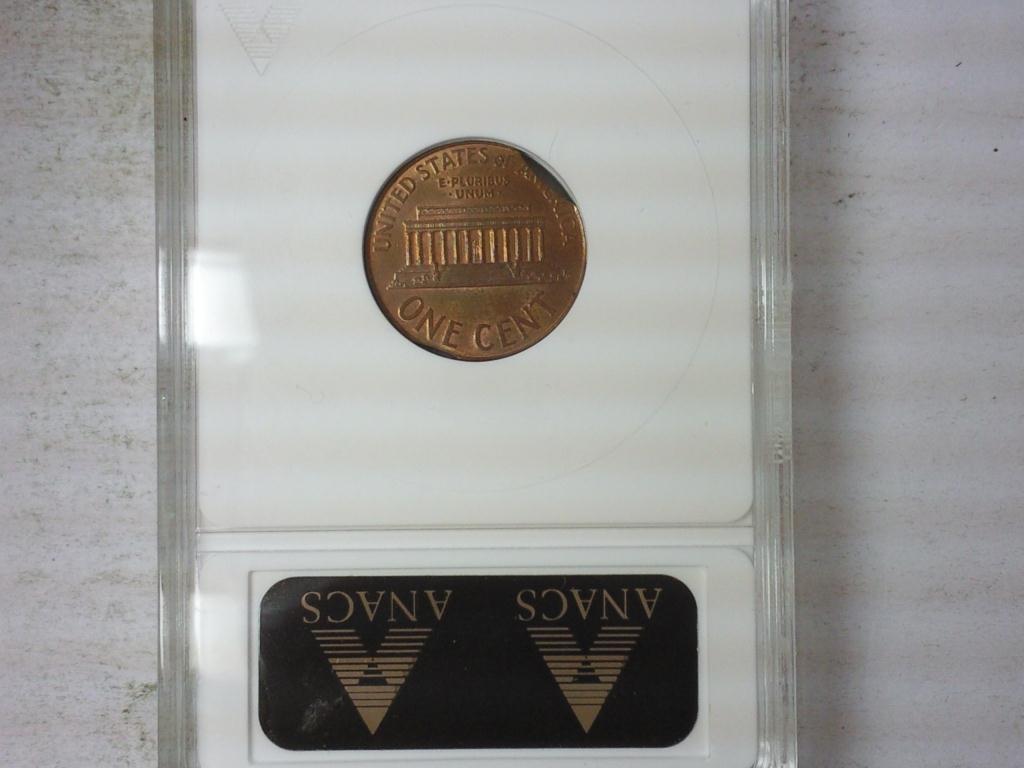 UNITED STATES OF AMERICA
E·PLURIBUS
·UNUM·
ONE CENT
ANACS ANACS